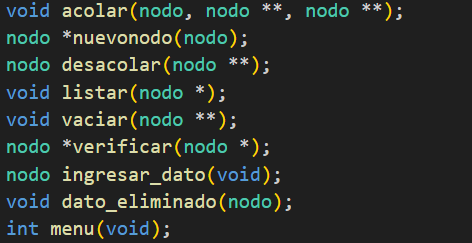 void acolar(nodo, nodo **, nodo **);
nodo *nuevonodo(nodo);
nodo desacolar(nodo **);
void listar(nodo *);
void vaciar(nodo **);
nodo *verificar(nodo *);
nodo ingresar_dato(void);
void dato_eliminado(nodo);
int menu(void);